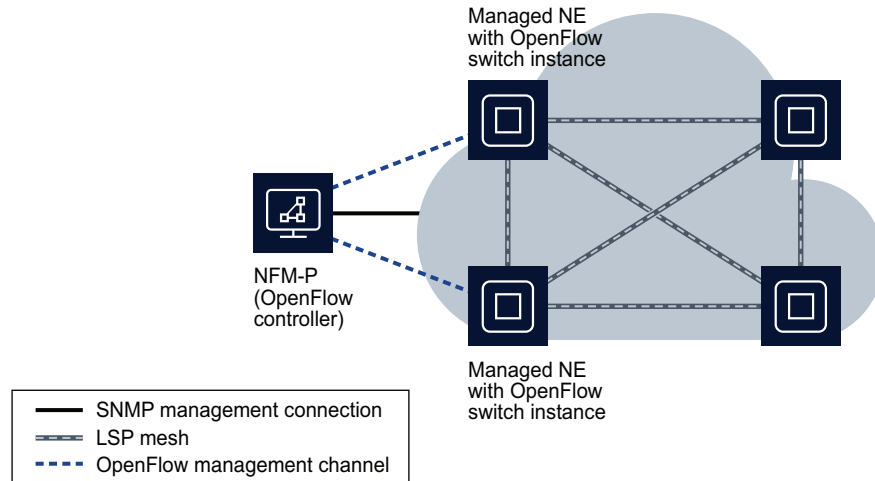 Managed NE
with OpenFlow
switch instance
NFM-P
(OpenFlow
controller)
Managed NE
with OpenFlow
switch instance
SNMP management connection
LSP mesh
OpenFlow management channel